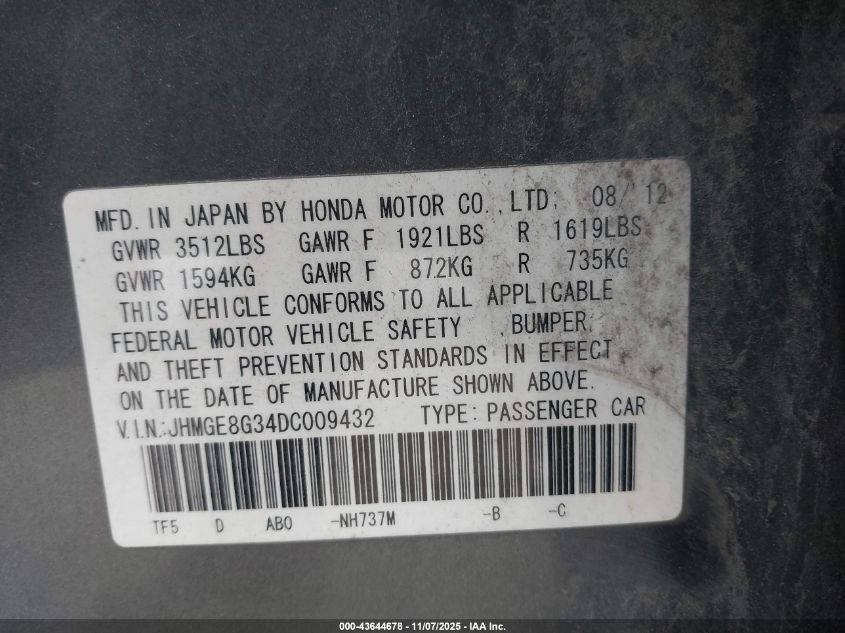 MFD. IN JAPAN BY HONDA MOTOR CO.,LTD. 08/12
GVWR 3512LBS GAWR F 1921LBS R 1619LBS
GVWR 1594KG GAWR F 872KG R 735KG
THIS VEHICLE CONFORMS TO ALL APPLICABLE
FEDERAL MOTOR VEHICLE SAFETY , BUMPER,
AND THEFT PREVENTION STANDARDS IN EFFECT
ON THE DATE OF MANUFACTURE SHOWN ABOVE.
V.I.N.:JHMGE8G34DC009432 TYPE: PASSENGER CAR
TF5 D AB0 -NH737M -B -C
000-43644678 - 11/07/2025 - IAA Inc.